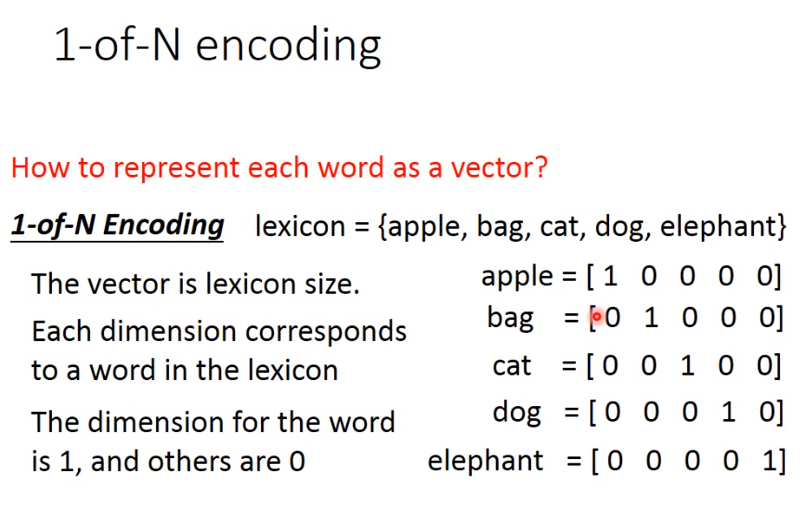 1-of-N encoding
How to represent each word as a vector?
1-of-N Encoding lexicon = {apple, bag, cat, dog, elephant}
The vector is lexicon size.
Each dimension corresponds
to a word in the lexicon
The dimension for the word
is 1, and others are 0
apple = [ 1 0 0 0 0]
bag = [ 0 1 0 0 0]
cat = [ 0 0 1 0 0]
dog = [ 0 0 0 1 0]
elephant = [ 0 0 0 0 1]